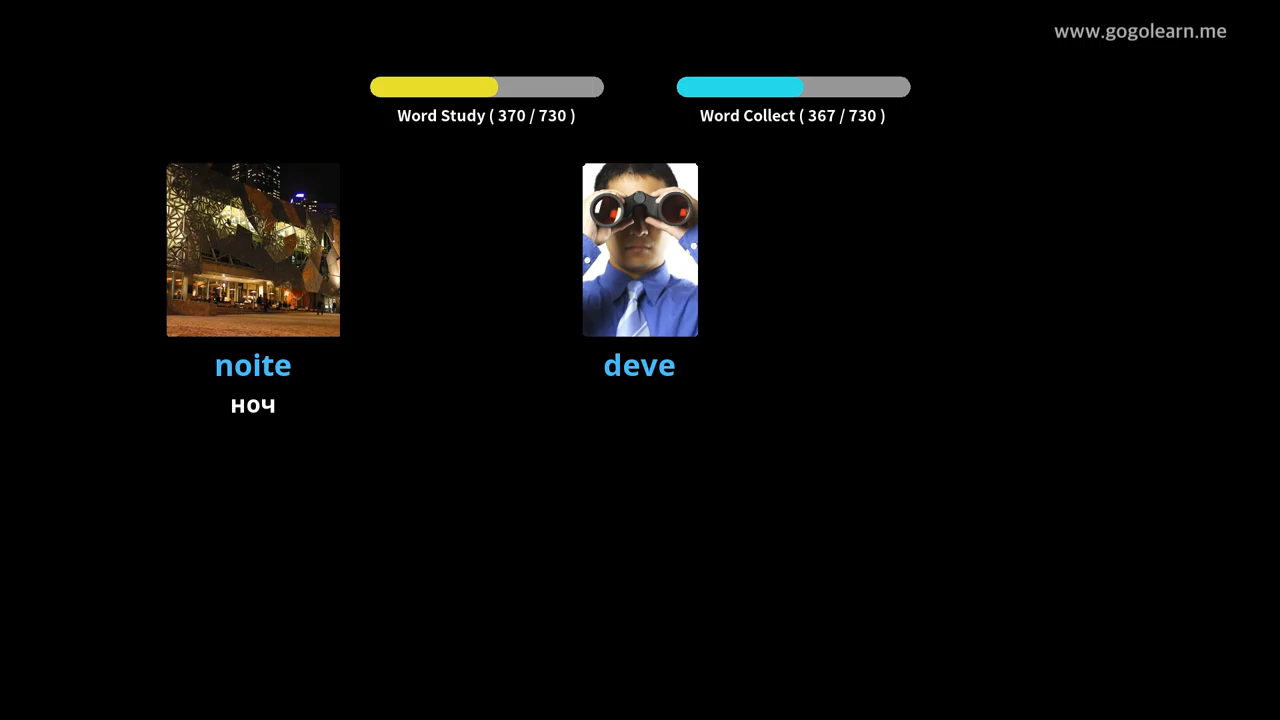 www.gogolearn.me
Word Study ( 370 / 730 )
Word Collect ( 367 / 730 )
noite
deve
ноч